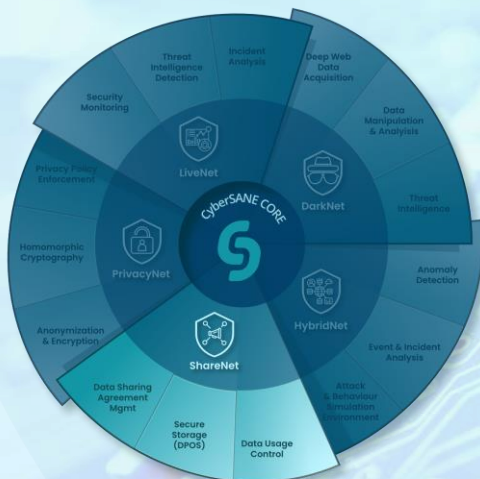 Threat
Intelligence
Detection
Incident
Analysis
Security
Monitoring
LiveNet
Deep Web
Data
Acquisition
Data
Manipulation
& Analyisis
Threat
Intelligence
DarkNet
CyberSANE CORE
Privacy Policy
Enforcement
Homomorphic
Cryptography
Anonymization
& Encryption
PrivacyNet
Anomaly
Detection
Event & Incident
Analysis
Attack
& Behaviour
Simulation
Environment
HybridNet
ShareNet
Data Sharing
Agreement
Mgmt
Secure
Storage
(DPOS)
Data Usage
Control